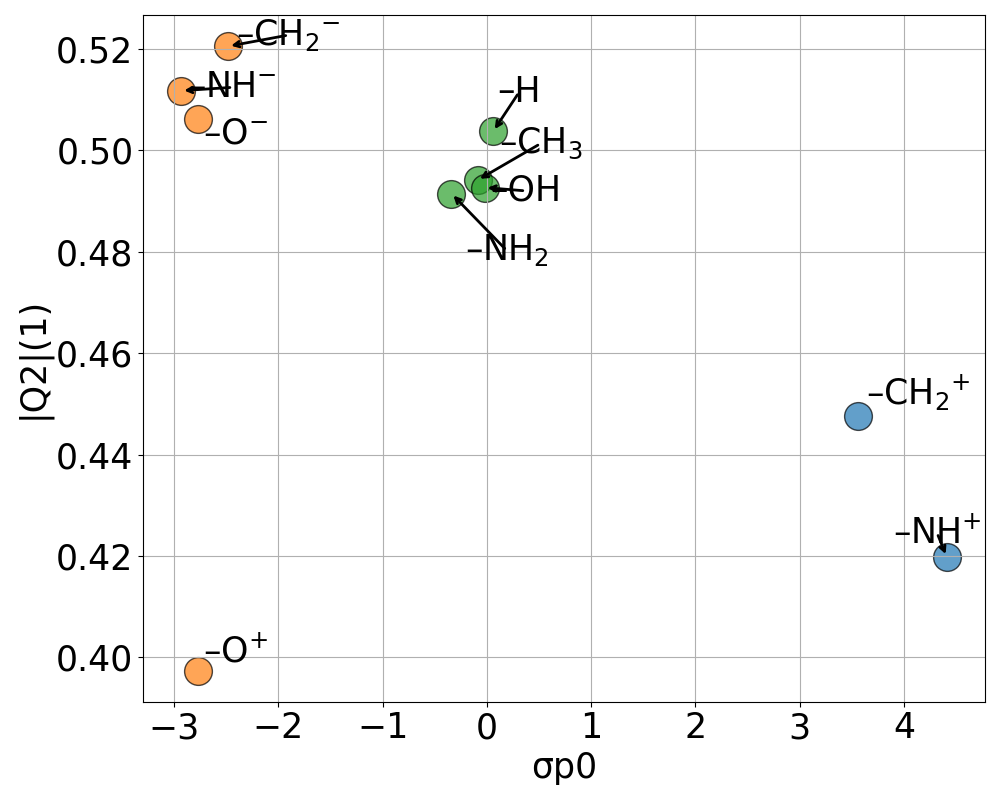 –CH₂⁻
–NH⁻
–O⁻
–H
–CH₃
–OH
–NH₂
–CH₂⁺
–NH⁺
–O⁺
0.52
0.50
0.48
0.46
0.44
0.42
0.40
|Q2|(1)
−3 −2 −1 0 1 2 3 4
σp0